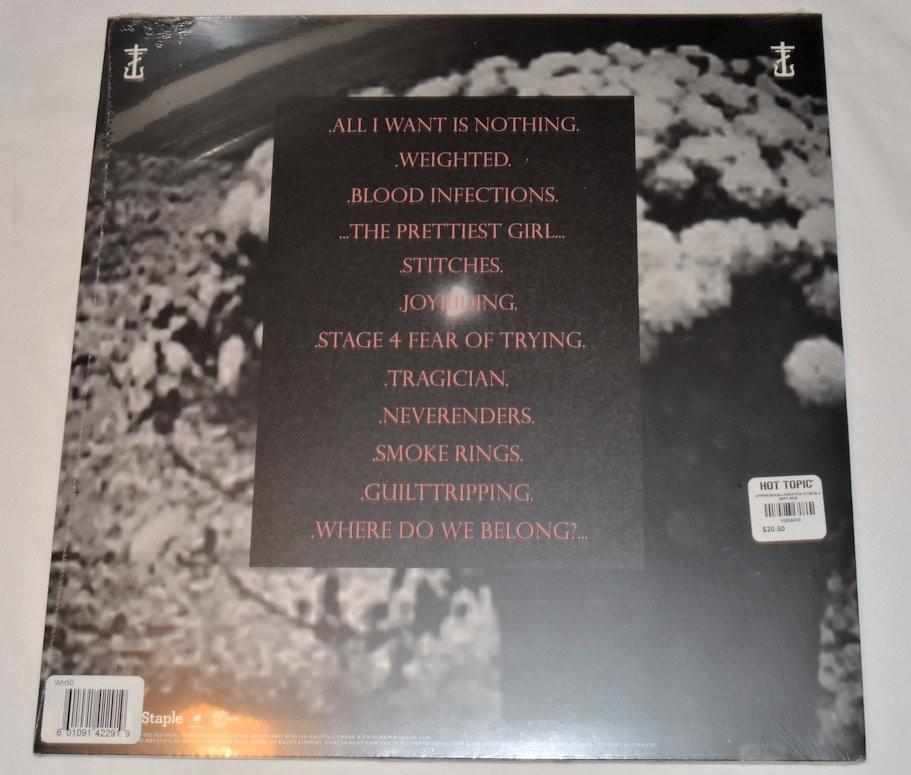 .ALL I WANT IS NOTHING.
.WEIGHTED.
.BLOOD INFECTIONS.
...THE PRETTIEST GIRL...
.STITCHES.
.JOYRIDING.
.STAGE 4 FEAR OF TRYING.
.TRAGICIAN.
.NEVERENDERS.
.SMOKE RINGS.
.GUILTTRIPPING.
.WHERE DO WE BELONG?...
HOT TOPIC
$20.50
WH50
6 01091 42291 9
Staple